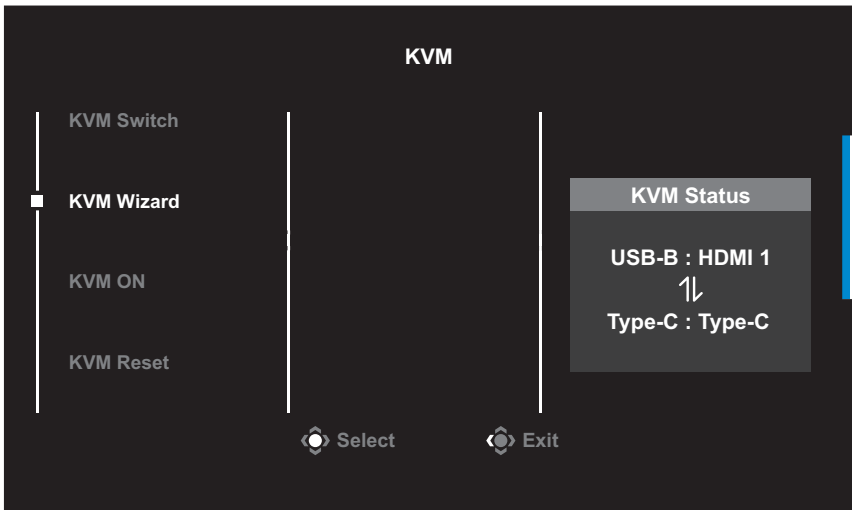 KVM
KVM Switch
KVM Wizard
KVM ON
KVM Reset
KVM Status
USB-B : HDMI 1
Type-C : Type-C
Select
Exit